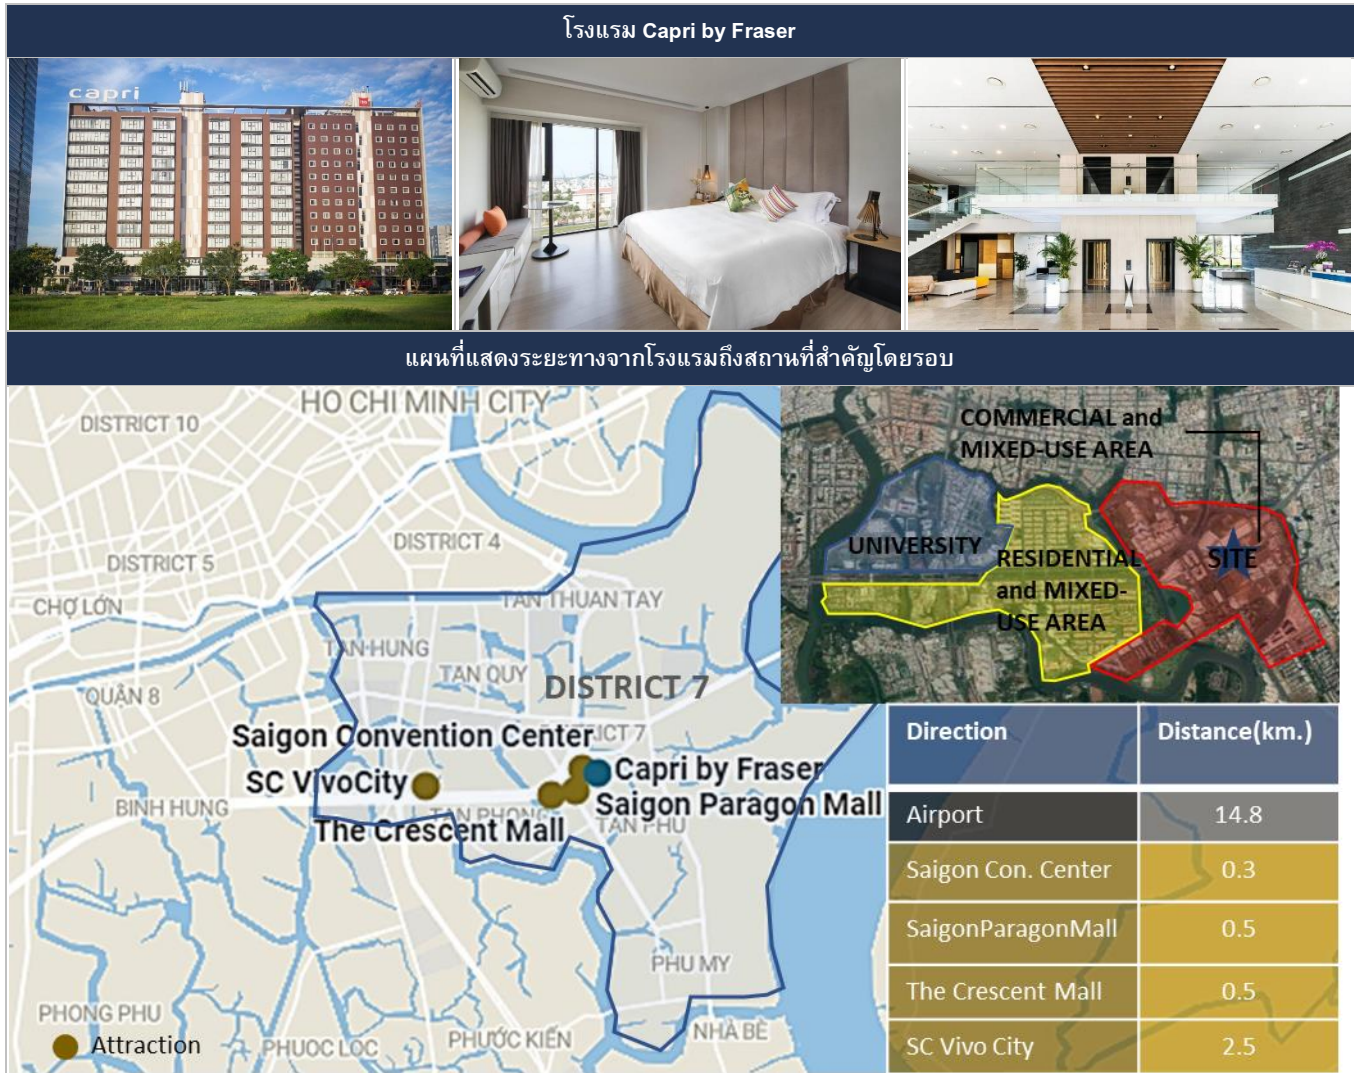 โรงแรม Capri by Fraser
capri
แผนที่แสดงระยะทางจากโรงแรมถึงสถานที่สำคัญโดยรอบ
HO CHI MINH CITY
DISTRICT 10
DISTRICT 4
DISTRICT 5
CHỢ LỚN
TAN THUAN TAY
TAN HUNG
TAN QUY
QUẬN 8
DISTRICT 7
Saigon Convention Center
ICT 7
SC VivoCity
Capri by Fraser
BINH HUNG
Saigon Paragon Mall
TAN PHONG
TAN PHU
The Crescent Mall
PHU MY
PHONG PHU
NHÀ BÈ
PHƯỚC KIẾN
PHUOC LOC
Attraction
COMMERCIAL and
MIXED-USE AREA
UNIVERSITY
RESIDENTIAL
and MIXED-
USE AREA
SITE
Direction Distance(km.)
Airport 14.8
Saigon Con. Center 0.3
SaigonParagonMall 0.5
The Crescent Mall 0.5
SC Vivo City 2.5